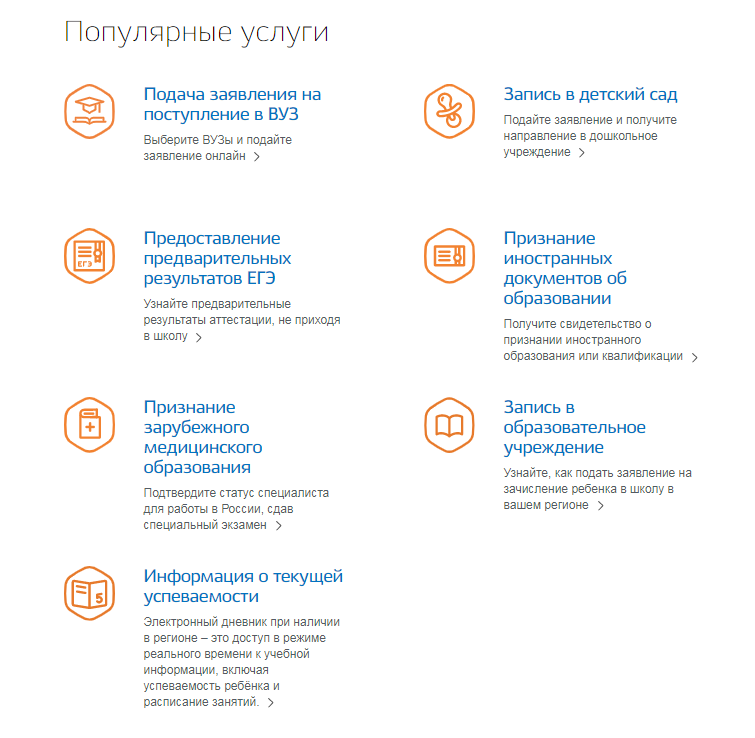 Популярные услуги
Подача заявления на
поступление в ВУЗ
Выберите ВУЗы и подайте
заявление онлайн
Запись в детский сад
Подайте заявление и получите
направление в дошкольное
учреждение
ЕГЭ
Предоставление
предварительных
результатов ЕГЭ
Узнайте предварительные
результаты аттестации, не приходя
в школу
Признание
иностранных
документов об
образовании
Получите свидетельство о
признании иностранного
образования или квалификации
Признание
зарубежного
медицинского
образования
Подтвердите статус специалиста
для работы в России, сдав
специальный экзамен
Запись в
образовательное
учреждение
Узнайте, как подать заявление на
зачисление ребенка в школу в
вашем регионе
5
Информация о текущей
успеваемости
Электронный дневник при наличии
в регионе – это доступ в режиме
реального времени к учебной
информации, включая
успеваемость ребёнка и
расписание занятий.